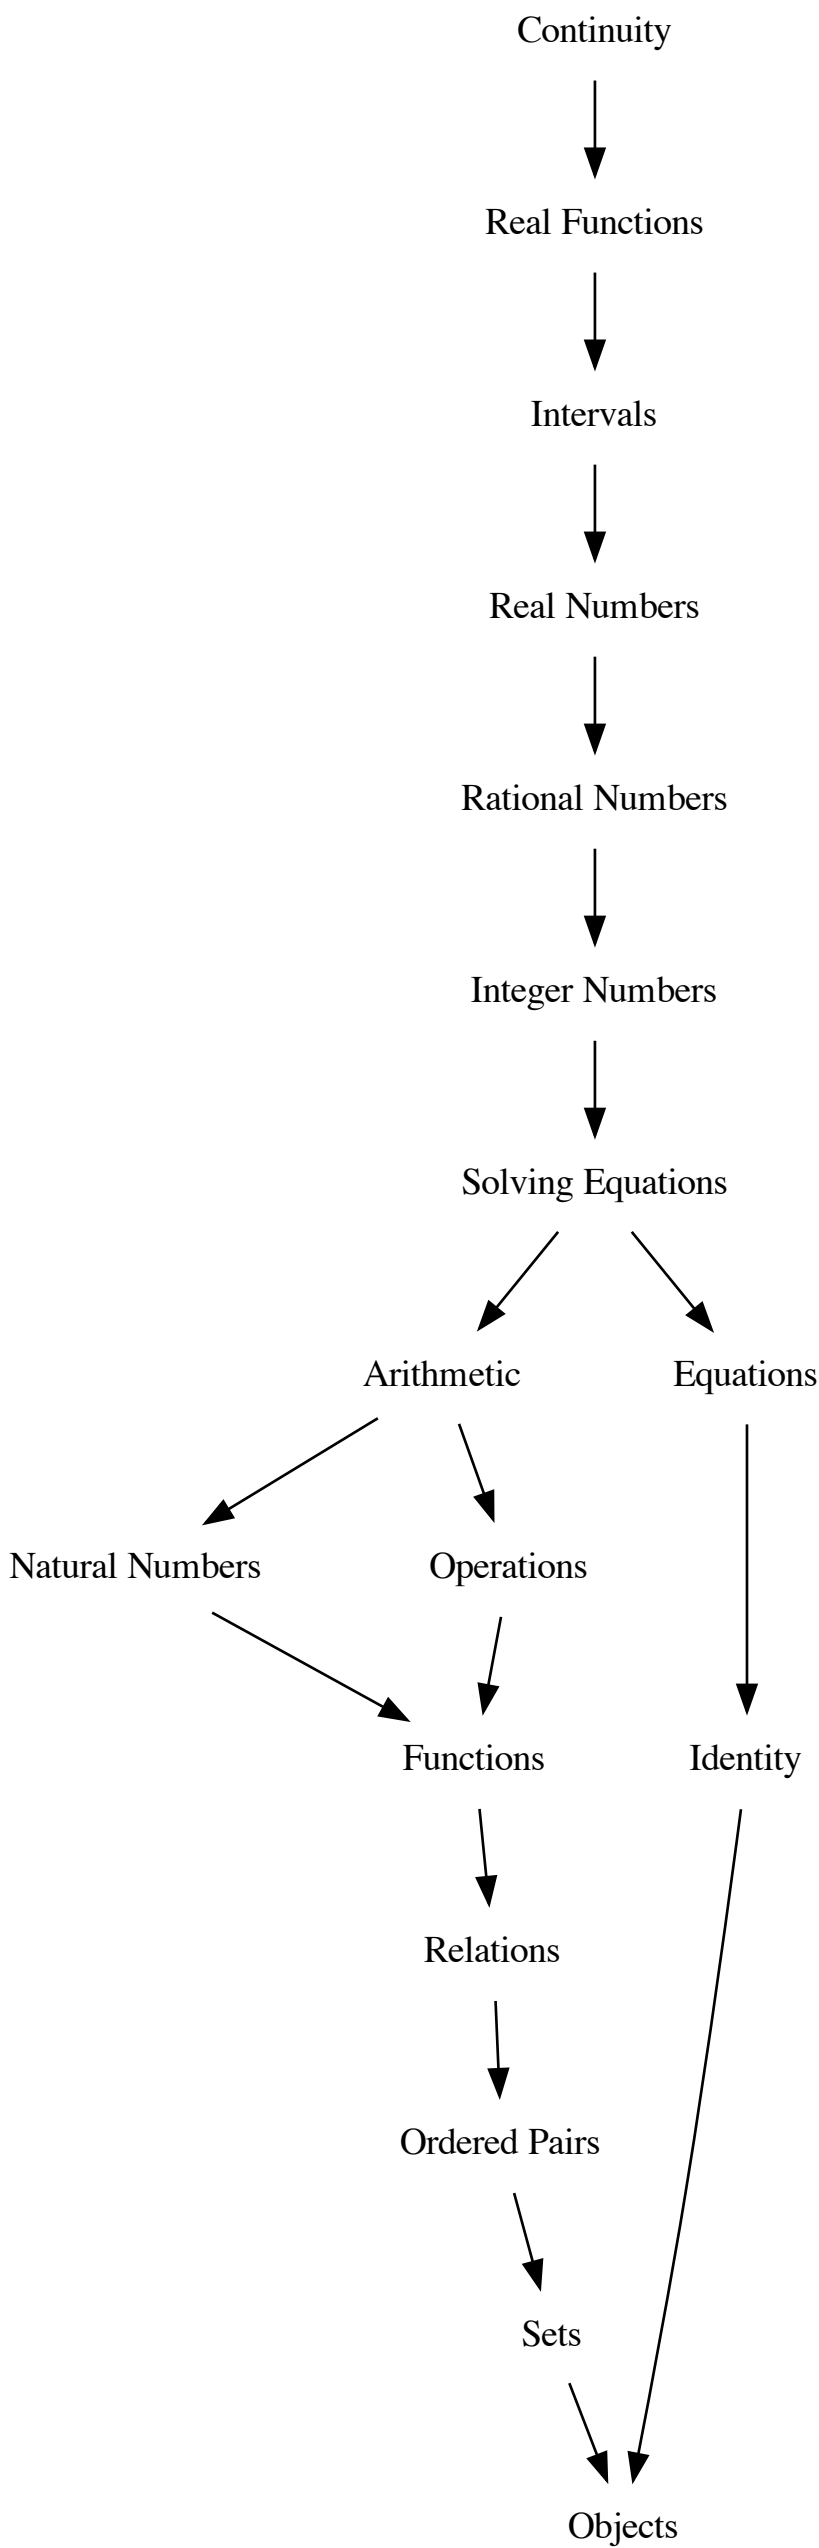 Continuity
Real Functions
Intervals
Real Numbers
Rational Numbers
Integer Numbers
Solving Equations
Arithmetic
Equations
Natural Numbers
Operations
Functions
Identity
Relations
Ordered Pairs
Sets
Objects